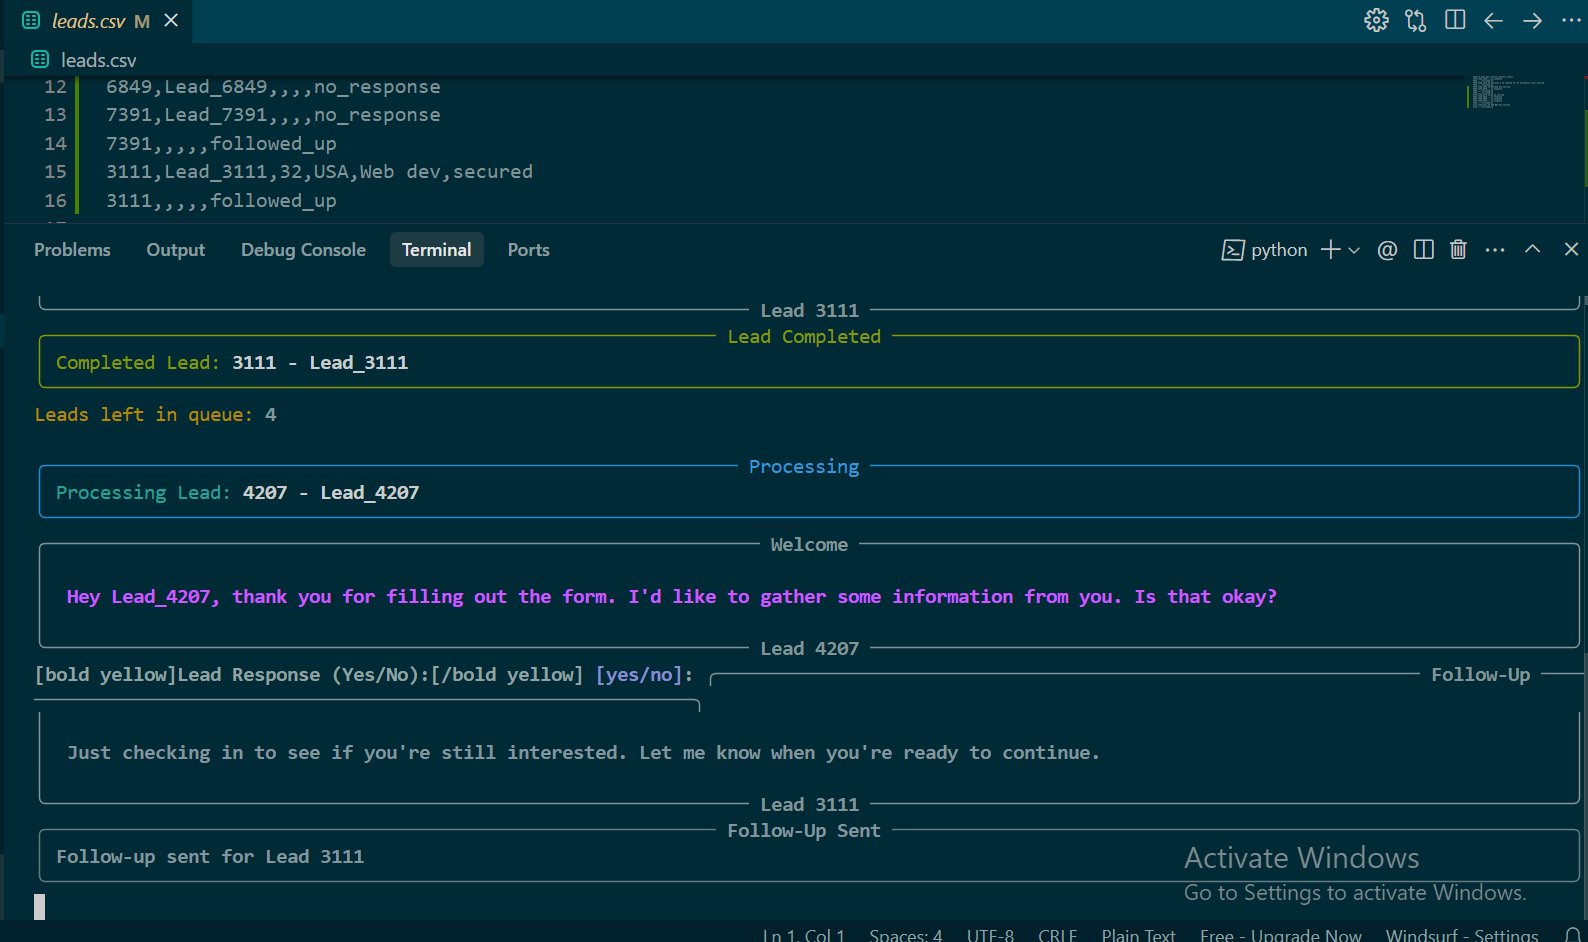 leads.csv M
leads.csv
12 6849,Lead_6849,,,,no_response
13 7391,Lead_7391,,,,no_response
14 7391,,,,,followed_up
15 3111,Lead_3111,32,USA,Web dev,secured
16 3111,,,,,followed_up
Problems Output Debug Console Terminal Ports python
Lead 3111
Lead Completed
Completed Lead: 3111 - Lead_3111
Leads left in queue: 4
Processing
Processing Lead: 4207 - Lead_4207
Welcome
Hey Lead_4207, thank you for filling out the form. I'd like to gather some information from you. Is that okay?
Lead 4207
[bold yellow]Lead Response (Yes/No):[/bold yellow] [yes/no]: Follow-Up
Just checking in to see if you're still interested. Let me know when you're ready to continue.
Lead 3111
Follow-Up Sent
Follow-up sent for Lead 3111
Activate Windows
Go to Settings to activate Windows.
Ln 1, Col 1 Spaces: 4 UTF-8 CRLF Plain Text Free - Upgrade Now Windsurf - Settings